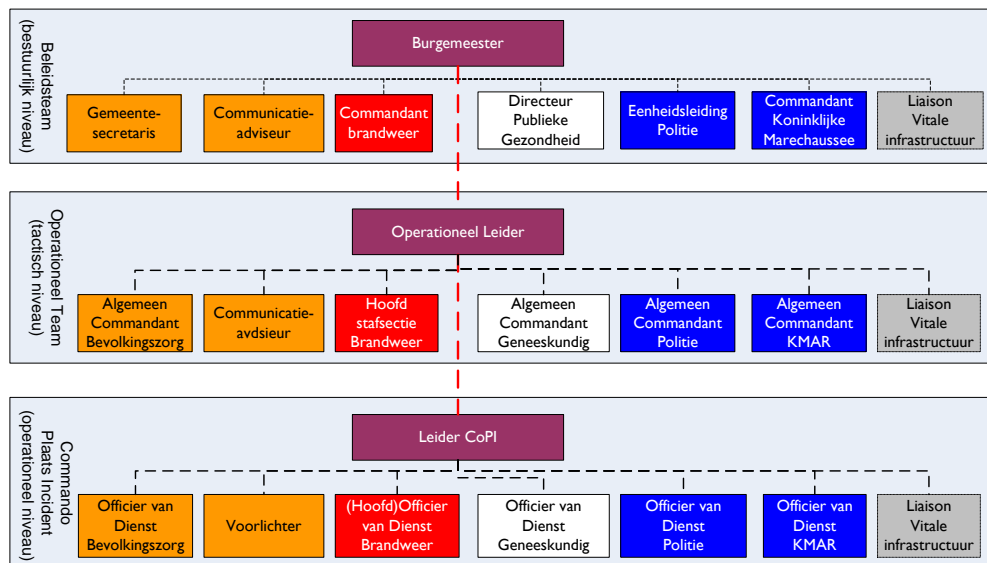 Beleidsteam
(bestuurlijk niveau)
Burgemeester
Gemeente-
secretaris
Communicatie-
adviseur
Commandant
brandweer
Directeur
Publieke
Gezondheid
Eenheidsleiding
Politie
Commandant
Koninklijke
Marechaussee
Liaison
Vitale
infrastructuur
Operationeel Team
(tactisch niveau)
Operationeel Leider
Algemeen
Commandant
Bevolkingszorg
Communicatie-
avdsieur
Hoofd
stafsectie
Brandweer
Algemeen
Commandant
Geneeskundig
Algemeen
Commandant
Politie
Algemeen
Commandant
KMAR
Liaison
Vitale
infrastructuur
Commando
Plaats Incident
(operationeel niveau)
Leider CoPI
Officier van
Dienst
Bevolkingszorg
Voorlichter
(Hoofd)Officier
van Dienst
Brandweer
Officier van
Dienst
Geneeskundig
Officier van
Dienst
Politie
Officier van
Dienst
KMAR
Liaison
Vitale
infrastructuur